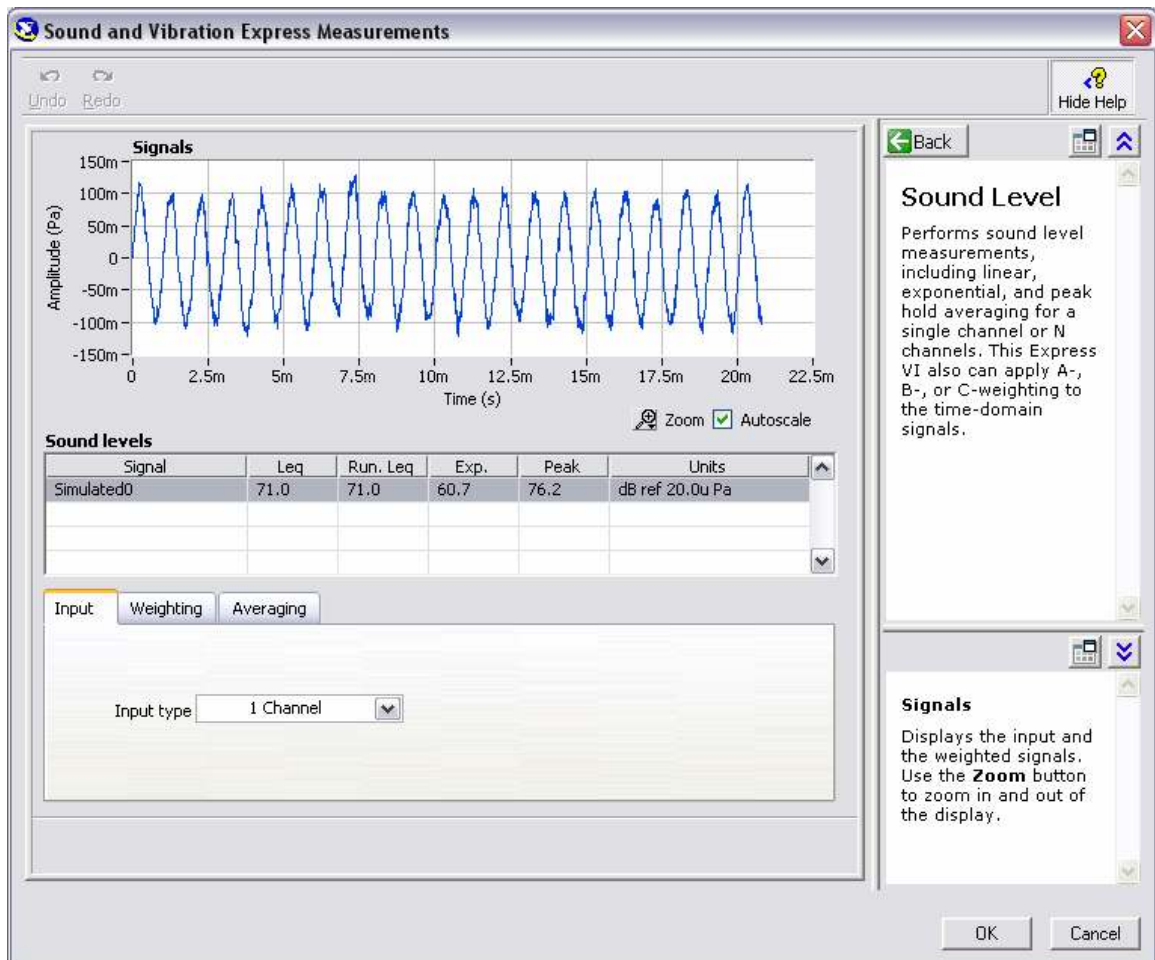 Sound and Vibration Express Measurements
Undo Redo
Hide Help
Signals
150m
100m
50m
0
-50m
-100m
-150m
Amplitude (Pa)
0 2.5m 5m 7.5m 10m 12.5m 15m 17.5m 20m 22.5m
Time (s)
Zoom Autoscale
Sound levels
Signal Leq Run. Leq Exp. Peak Units
Simulated0 71.0 71.0 60.7 76.2 dB ref 20.0u Pa
Input Weighting Averaging
Input type 1 Channel
Back
Sound Level
Performs sound level
measurements,
including linear,
exponential, and peak
hold averaging for a
single channel or N
channels. This Express
VI also can apply A-,
B-, or C-weighting to
the time-domain
signals.
Signals
Displays the input and
the weighted signals.
Use the Zoom button
to zoom in and out of
the display.
OK Cancel